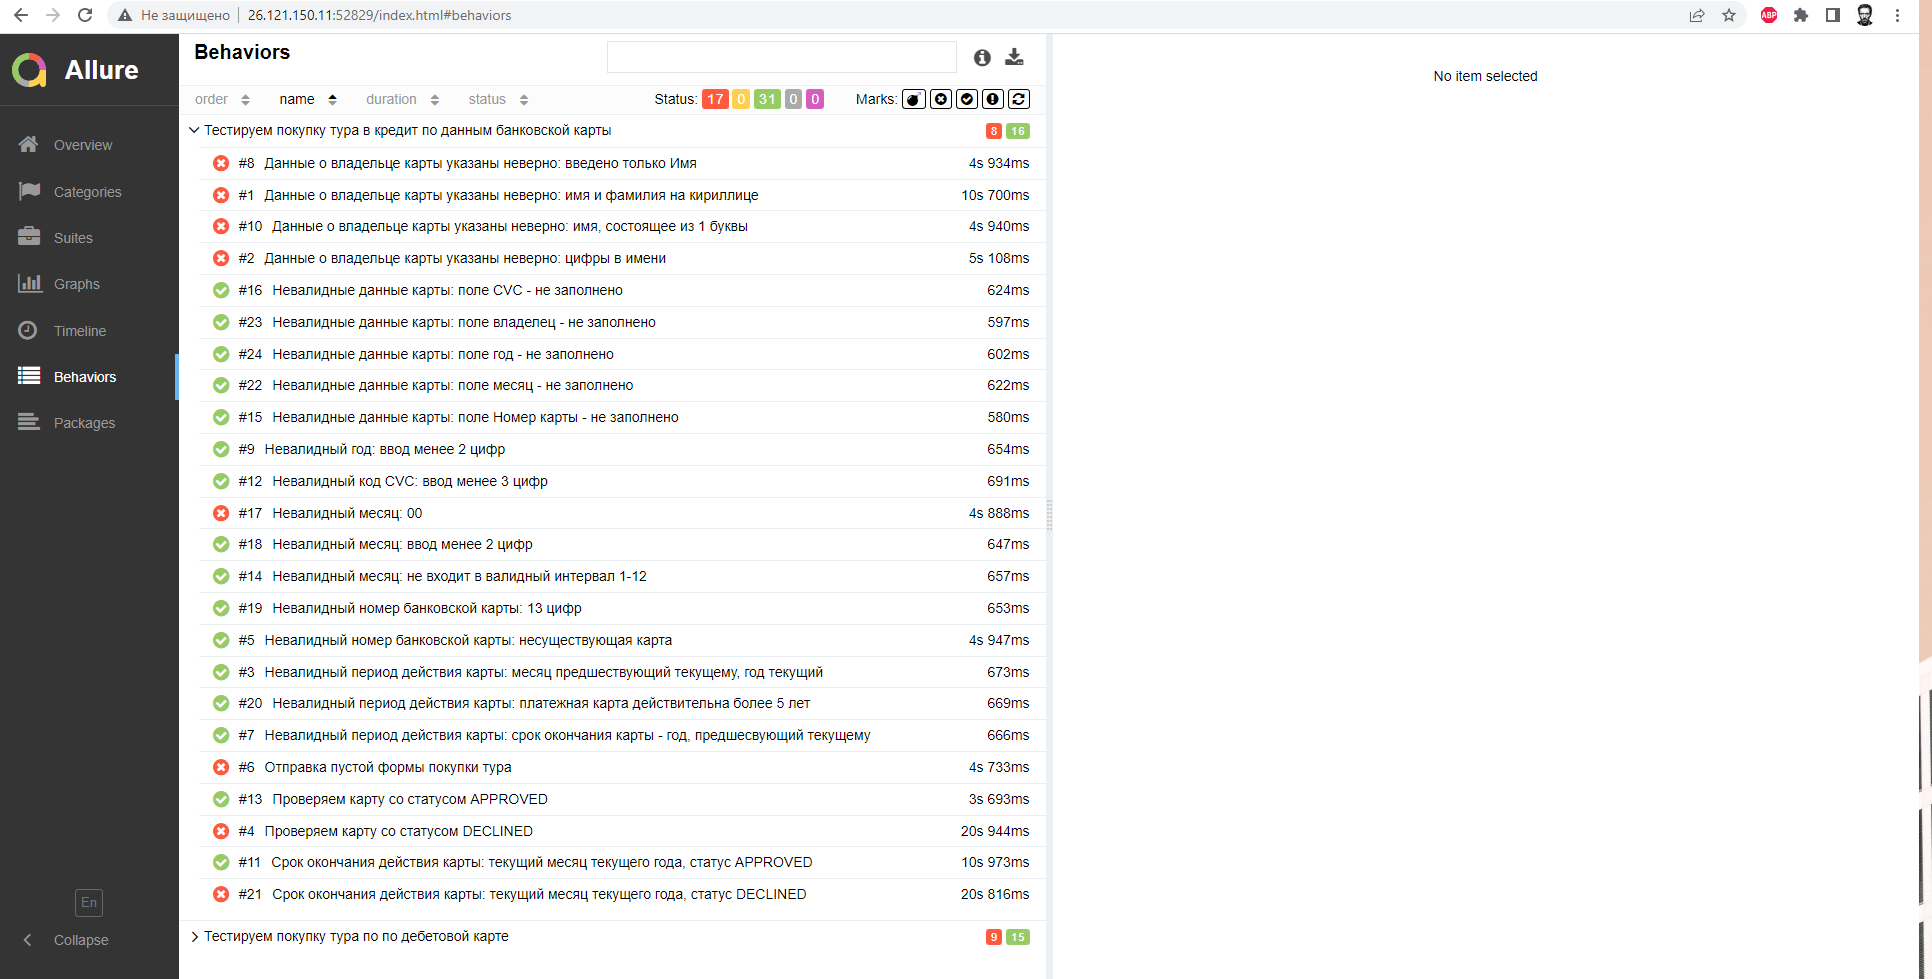 Не защищено 26.121.150.11:52829/index.html#behaviors
ABP
Allure
Overview
Categories
Suites
Graphs
Timeline
Behaviors
Packages
En
Collapse
Behaviors
order name duration status Status: 17 0 31 0 0 Marks:
Тестируем покупку тура в кредит по данным банковской карты 8 16
#8 Данные о владельце карты указаны неверно: введено только Имя 4s 934ms
#1 Данные о владельце карты указаны неверно: имя и фамилия на кириллице 10s 700ms
#10 Данные о владельце карты указаны неверно: имя, состоящее из 1 буквы 4s 940ms
#2 Данные о владельце карты указаны неверно: цифры в имени 5s 108ms
#16 Невалидные данные карты: поле CVC - не заполнено 624ms
#23 Невалидные данные карты: поле владелец - не заполнено 597ms
#24 Невалидные данные карты: поле год - не заполнено 602ms
#22 Невалидные данные карты: поле месяц - не заполнено 622ms
#15 Невалидные данные карты: поле Номер карты - не заполнено 580ms
#9 Невалидный год: ввод менее 2 цифр 654ms
#12 Невалидный код CVC: ввод менее 3 цифр 691ms
#17 Невалидный месяц: 00 4s 888ms
#18 Невалидный месяц: ввод менее 2 цифр 647ms
#14 Невалидный месяц: не входит в валидный интервал 1-12 657ms
#19 Невалидный номер банковской карты: 13 цифр 653ms
#5 Невалидный номер банковской карты: несуществующая карта 4s 947ms
#3 Невалидный период действия карты: месяц предшествующий текущему, год текущий 673ms
#20 Невалидный период действия карты: платежная карта действительна более 5 лет 669ms
#7 Невалидный период действия карты: срок окончания карты - год, предшесвующий текущему 666ms
#6 Отправка пустой формы покупки тура 4s 733ms
#13 Проверяем карту со статусом APPROVED 3s 693ms
#4 Проверяем карту со статусом DECLINED 20s 944ms
#11 Срок окончания действия карты: текущий месяц текущего года, статус APPROVED 10s 973ms
#21 Срок окончания действия карты: текущий месяц текущего года, статус DECLINED 20s 816ms
Тестируем покупку тура по по дебетовой карте 9 15
No item selected